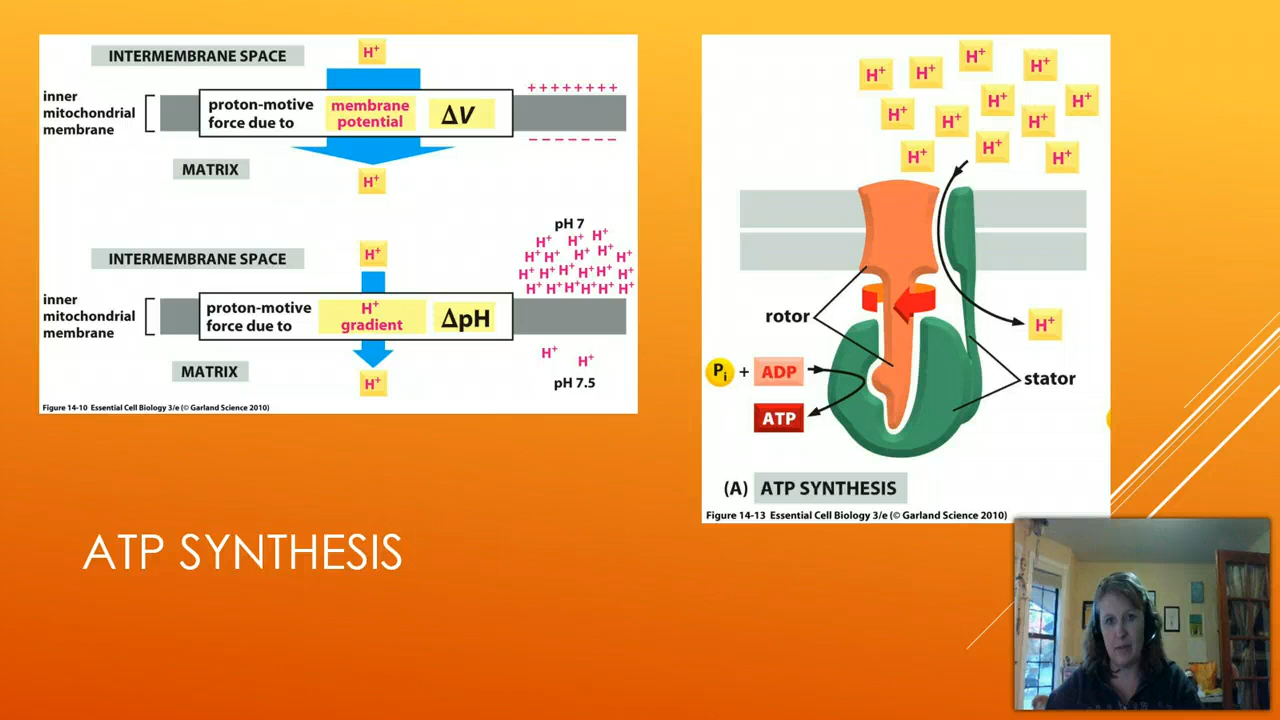 INTERMEMBRANE SPACE
H+
inner
mitochondrial
membrane
proton-motive
force due to
membrane
potential
ΔV
+ + + + + + + +
– – – – – – –
MATRIX
H+
pH 7
INTERMEMBRANE SPACE
H+
H+ H+ H+
H+ H+ H+ H+ H+
H+ H+ H+ H+ H+ H+
H+ H+ H+ H+ H+ H+
inner
mitochondrial
membrane
proton-motive
force due to
H+
gradient
ΔpH
MATRIX
H+
H+ H+
pH 7.5
Figure 14-10 Essential Cell Biology 3/e (© Garland Science 2010)
H+ H+ H+ H+
H+ H+ H+ H+ H+
H+ H+ H+
rotor
H+
Pi + ADP
ATP
stator
(A) ATP SYNTHESIS
Figure 14-13 Essential Cell Biology 3/e (© Garland Science 2010)
ATP SYNTHESIS